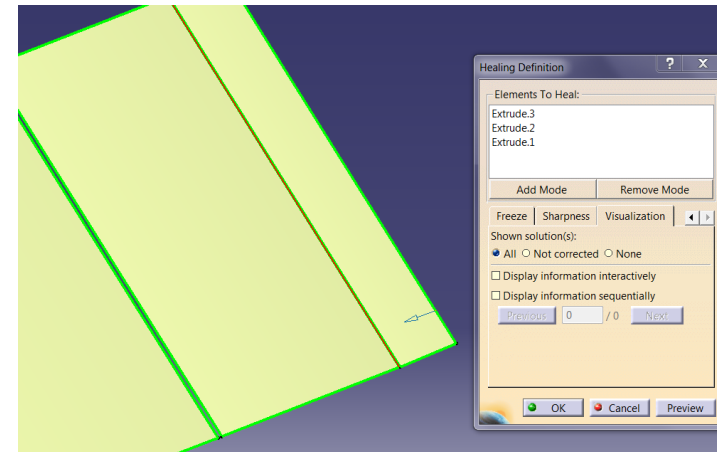 Healing Definition ? X
Elements To Heal:
Extrude.3
Extrude.2
Extrude.1
Add Mode Remove Mode
Freeze Sharpness Visualization
Shown solution(s):
All Not corrected None
Display information interactively
Display information sequentially
Previous 0 / 0 Next
OK Cancel Preview